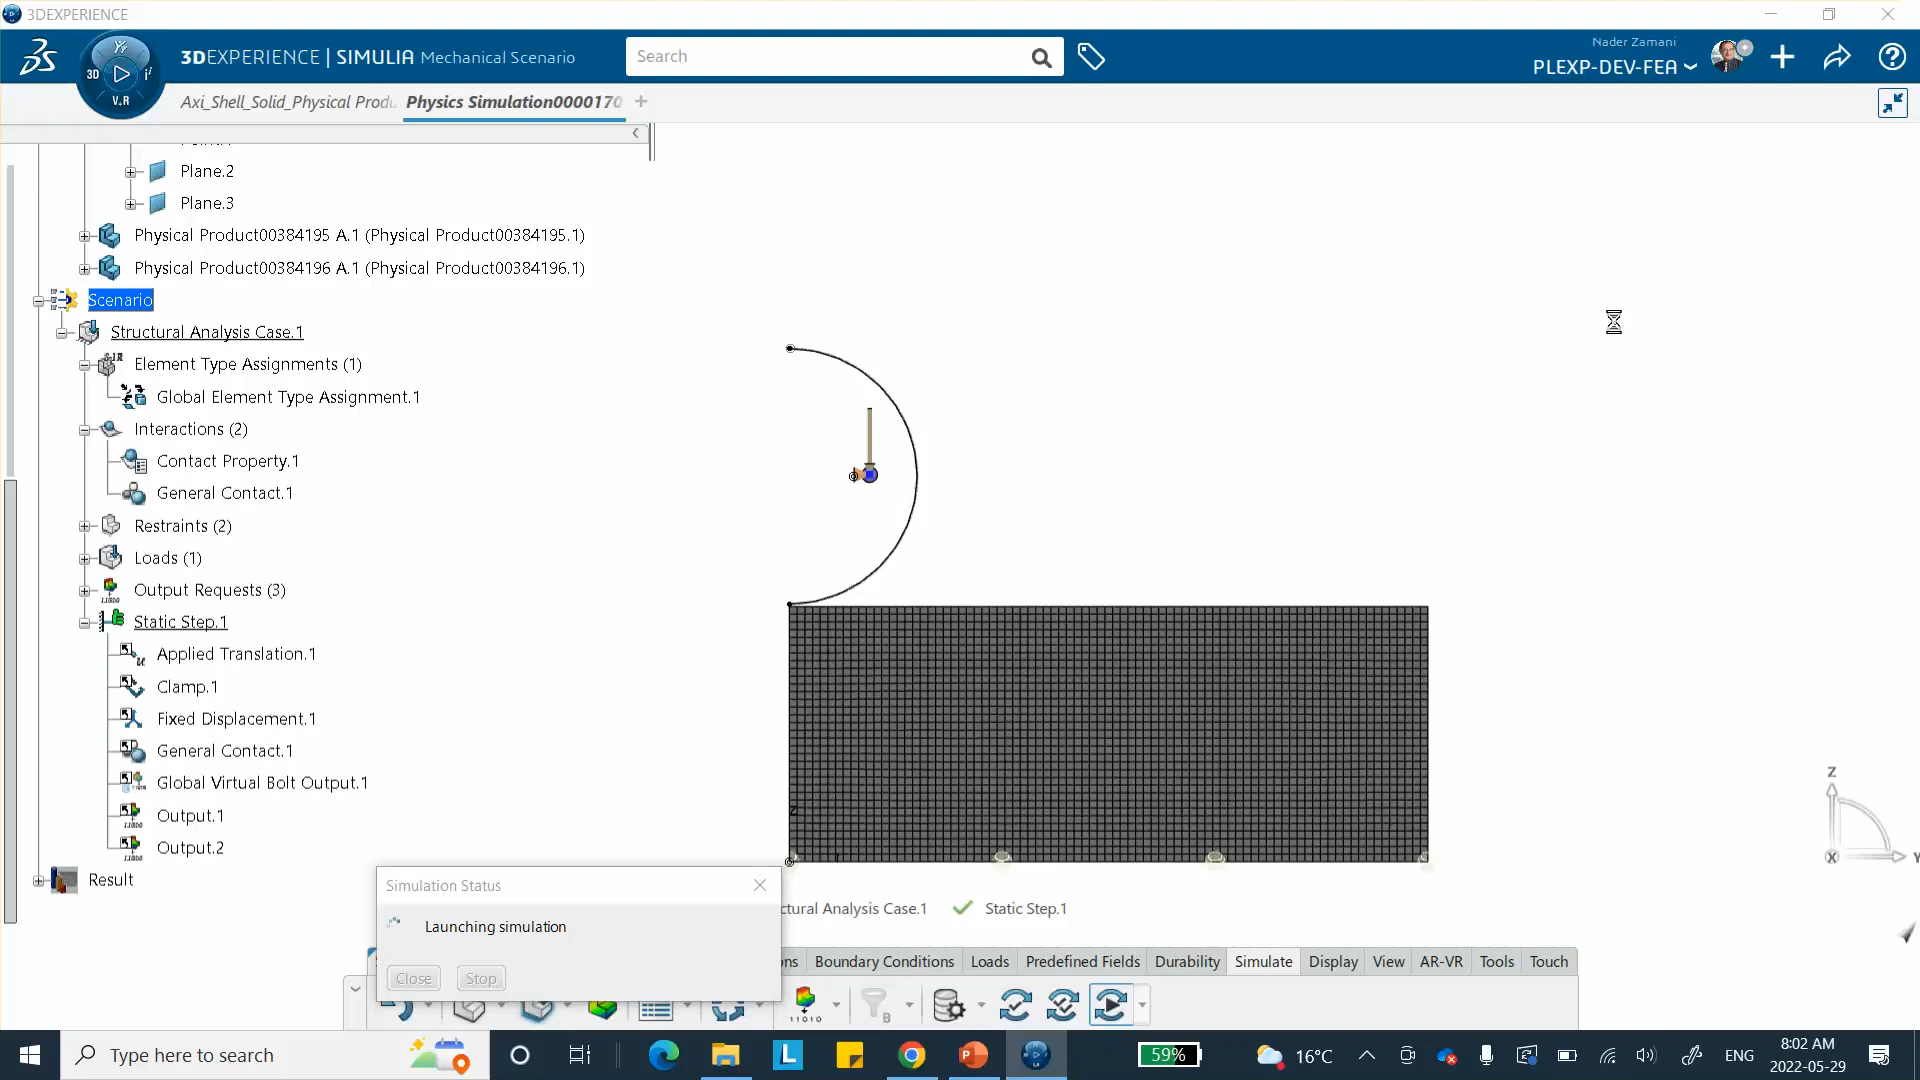 3DEXPERIENCE
3DEXPERIENCE | SIMULIA Mechanical Scenario
Search
Nader Zamani
PLEXP-DEV-FEA
3D
V.R
Axi_Shell_Solid_Physical Produ
Physics Simulation0000170
Plane.2
Plane.3
Physical Product00384195 A.1 (Physical Product00384195.1)
Physical Product00384196 A.1 (Physical Product00384196.1)
Scenario
Structural Analysis Case.1
Element Type Assignments (1)
Global Element Type Assignment.1
Interactions (2)
Contact Property.1
General Contact.1
Restraints (2)
Loads (1)
Output Requests (3)
Static Step.1
Applied Translation.1
Clamp.1
Fixed Displacement.1
General Contact.1
Global Virtual Bolt Output.1
Output.1
Output.2
Result
Z
Z
X
Y
Simulation Status
Launching simulation
Close
Stop
ctural Analysis Case.1
Static Step.1
ns
Boundary Conditions
Loads
Predefined Fields
Durability
Simulate
Display
View
AR-VR
Tools
Touch
Type here to search
59%
16°C
ENG
8:02 AM
2022-05-29